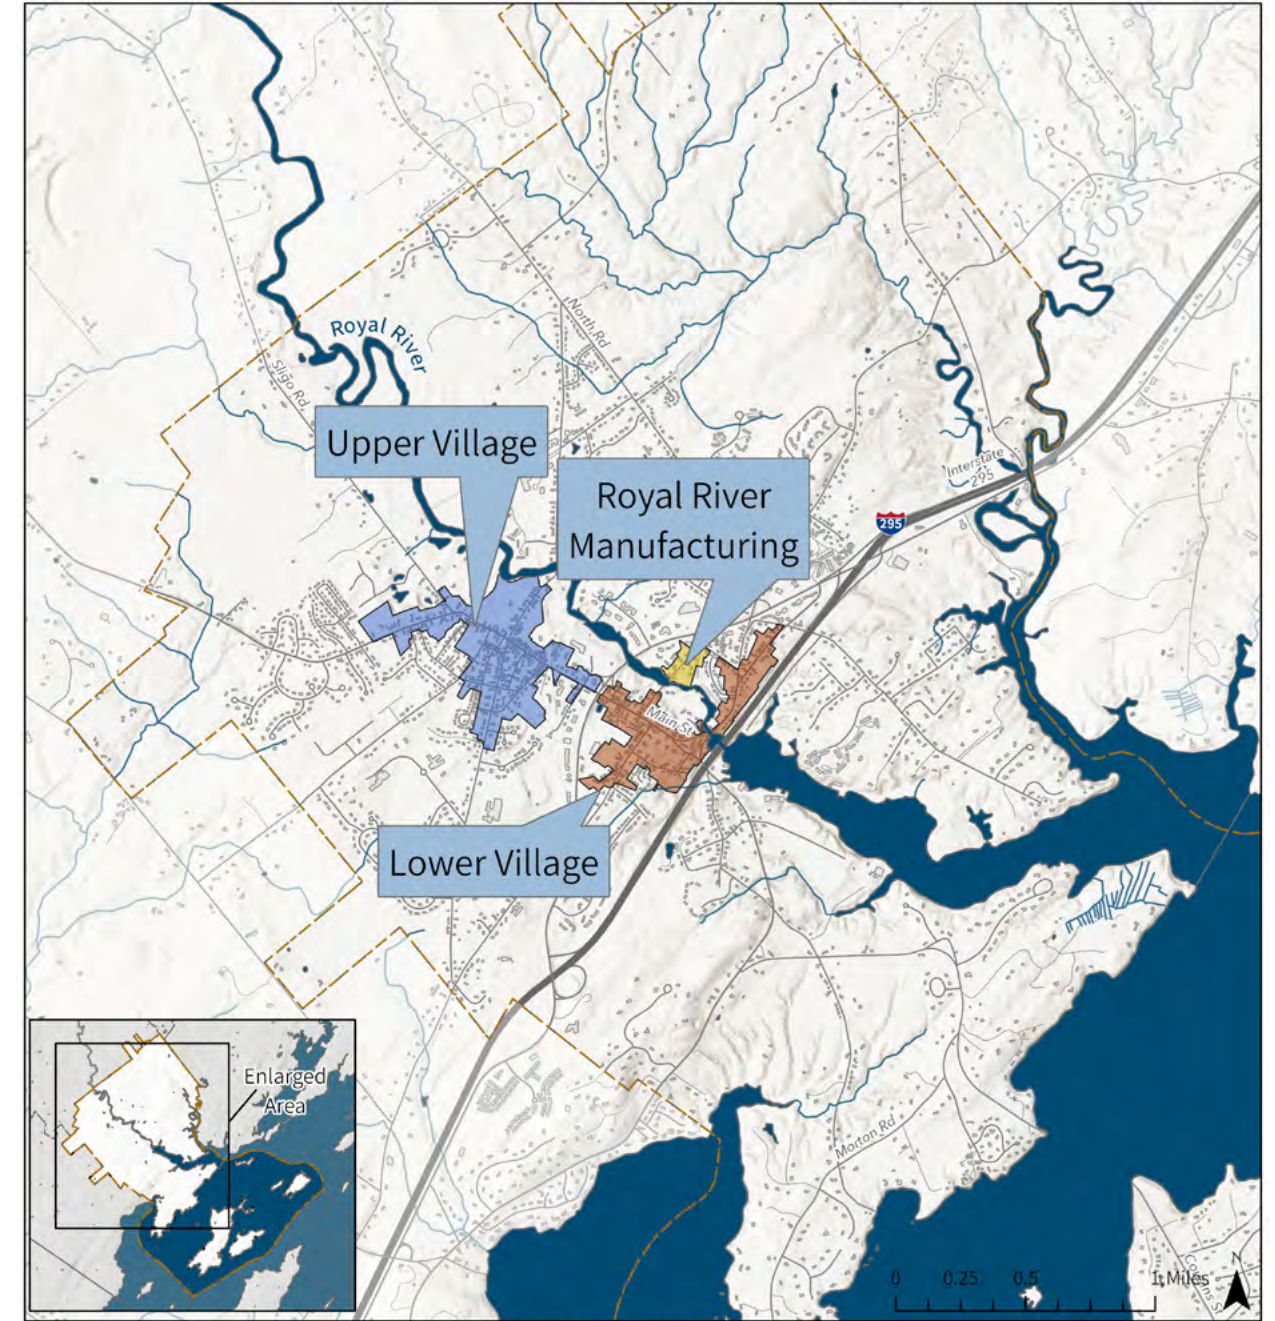 Royal River
North Rd
Sligo Rd
Upper Village
Royal River
Manufacturing
Interstate
295
295
Main St
Lower Village
Enlarged
Area
Morton Rd
N
0 0.25 0.5 1 Miles